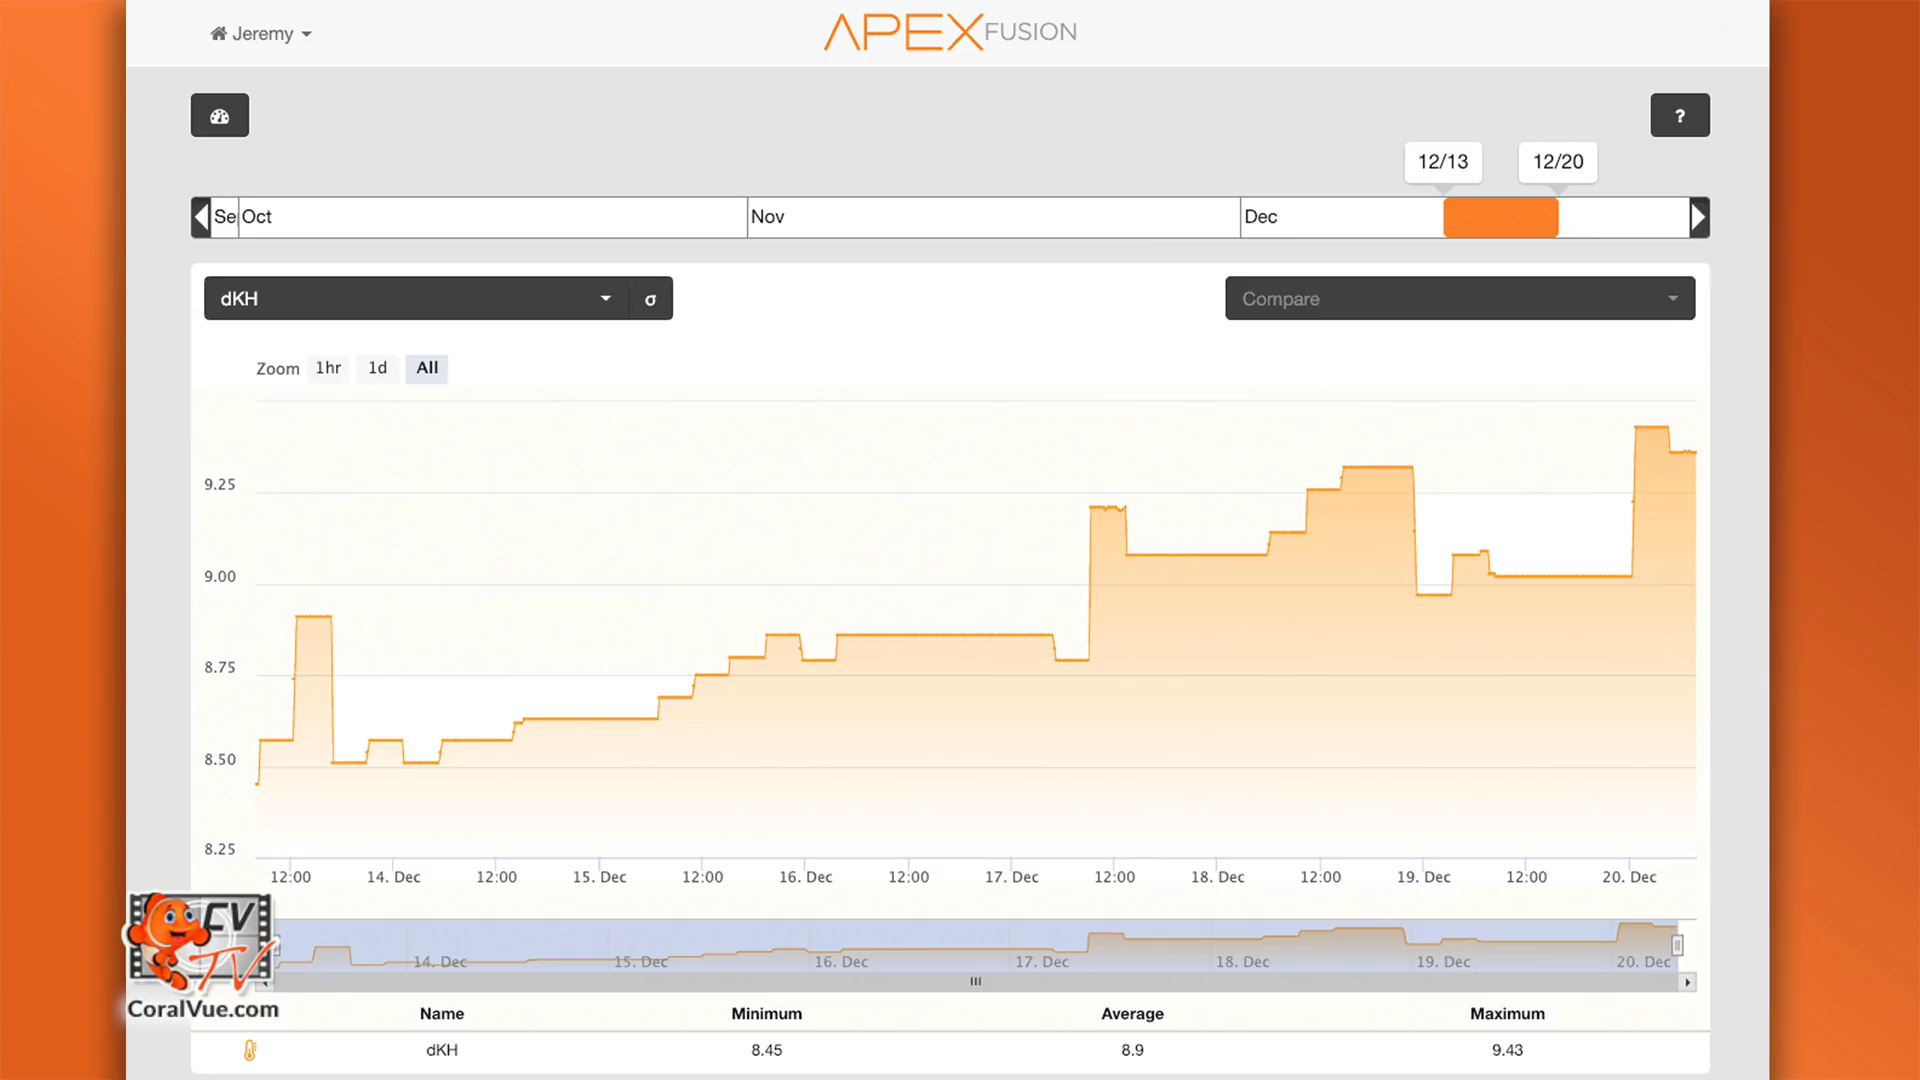 Jeremy
APEX FUSION
?
12/13 12/20
Se Oct Nov Dec
dKH σ Compare
Zoom 1hr 1d All
9.25
9.00
8.75
8.50
8.25
12:00 14. Dec 12:00 15. Dec 12:00 16. Dec 12:00 17. Dec 12:00 18. Dec 12:00 19. Dec 12:00 20. Dec
14. Dec 15. Dec 16. Dec 17. Dec 18. Dec 19. Dec 20. Dec
CV
TV
CoralVue.com
Name Minimum Average Maximum
dKH 8.45 8.9 9.43